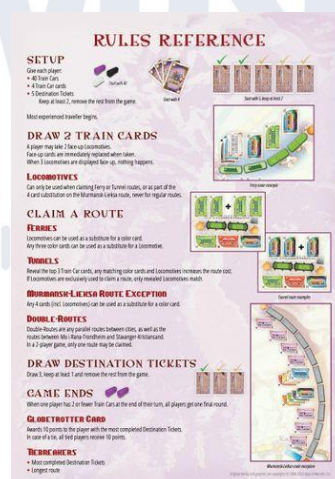 RULES REFERENCE
SETUP
Give each player:
• 40 Train Cars
• 4 Train Car cards
• 5 Destination Tickets
Keep at least 2, remove the rest from the game.
Most experienced traveller begins.
DRAW 2 TRAIN CARDS
A player may take 2 face-up Locomotives.
Face-up cards are immediately replaced when taken.
When 3 Locomotives are displayed face up, nothing happens.
LOCOMOTIVES
Can only be used when claiming Ferry or Tunnel routes, or as part of the
4 card substitution on the Murmansk-Lieksa route, never for regular routes.
CLAIM A ROUTE
FERRIES
Locomotives can be used as a substitute for a color card.
Any three color cards can be used as a substitute for a Locomotive.
TUNNELS
Reveal the top 3 Train Car cards, any matching color cards and Locomotives increases the route cost.
If Locomotives are exclusively used to claim a route, only revealed Locomotives match.
MURMANSK-LIEKSA ROUTE EXCEPTION
Any 4 cards (incl. Locomotives) can be used as a substitute for a color card.
DOUBLE-ROUTES
Double-Routes are any parallel routes between cities, as well as the
routes between Mo I Rana-Trondheim and Stavanger-Kristiansand.
In a 2-player game, only one route may be claimed.
DRAW DESTINATION TICKETS
Draw 3, keep at least 1 and remove the rest from the game.
GAME ENDS
When one player has 2 or fewer Train Cars at the end of their turn, all players get one final round.
GLOBETROTTER CARD
Awards 10 points to the player with the most completed Destination Tickets.
In case of a tie, all tied players receive 10 points.
TIEBREAKERS
• Most completed Destination Tickets
• Longest route
Ferry route example
Tunnel route examples
Murmansk-Lieksa route exception